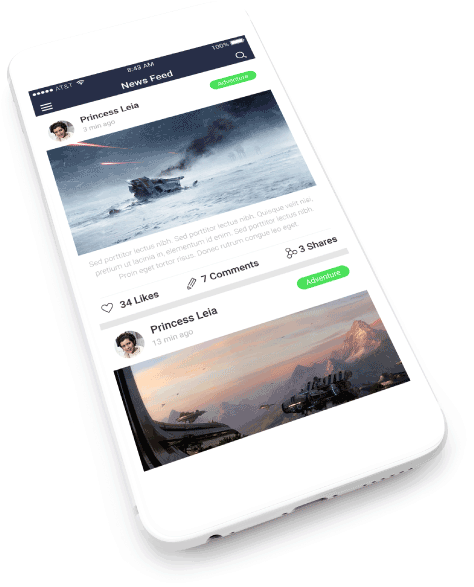 AT&T 8:43 AM 100%
News Feed
Princess Leia
3 min ago
Adventure
Sed porttitor lectus nibh. Sed porttitor lectus nibh. Quisque velit nisi,
pretium ut lacinia in, elementum id enim. Sed porttitor lectus nibh.
Proin eget tortor risus. Donec rutrum congue leo eget.
34 Likes 7 Comments 3 Shares
Princess Leia
13 min ago
Adventure